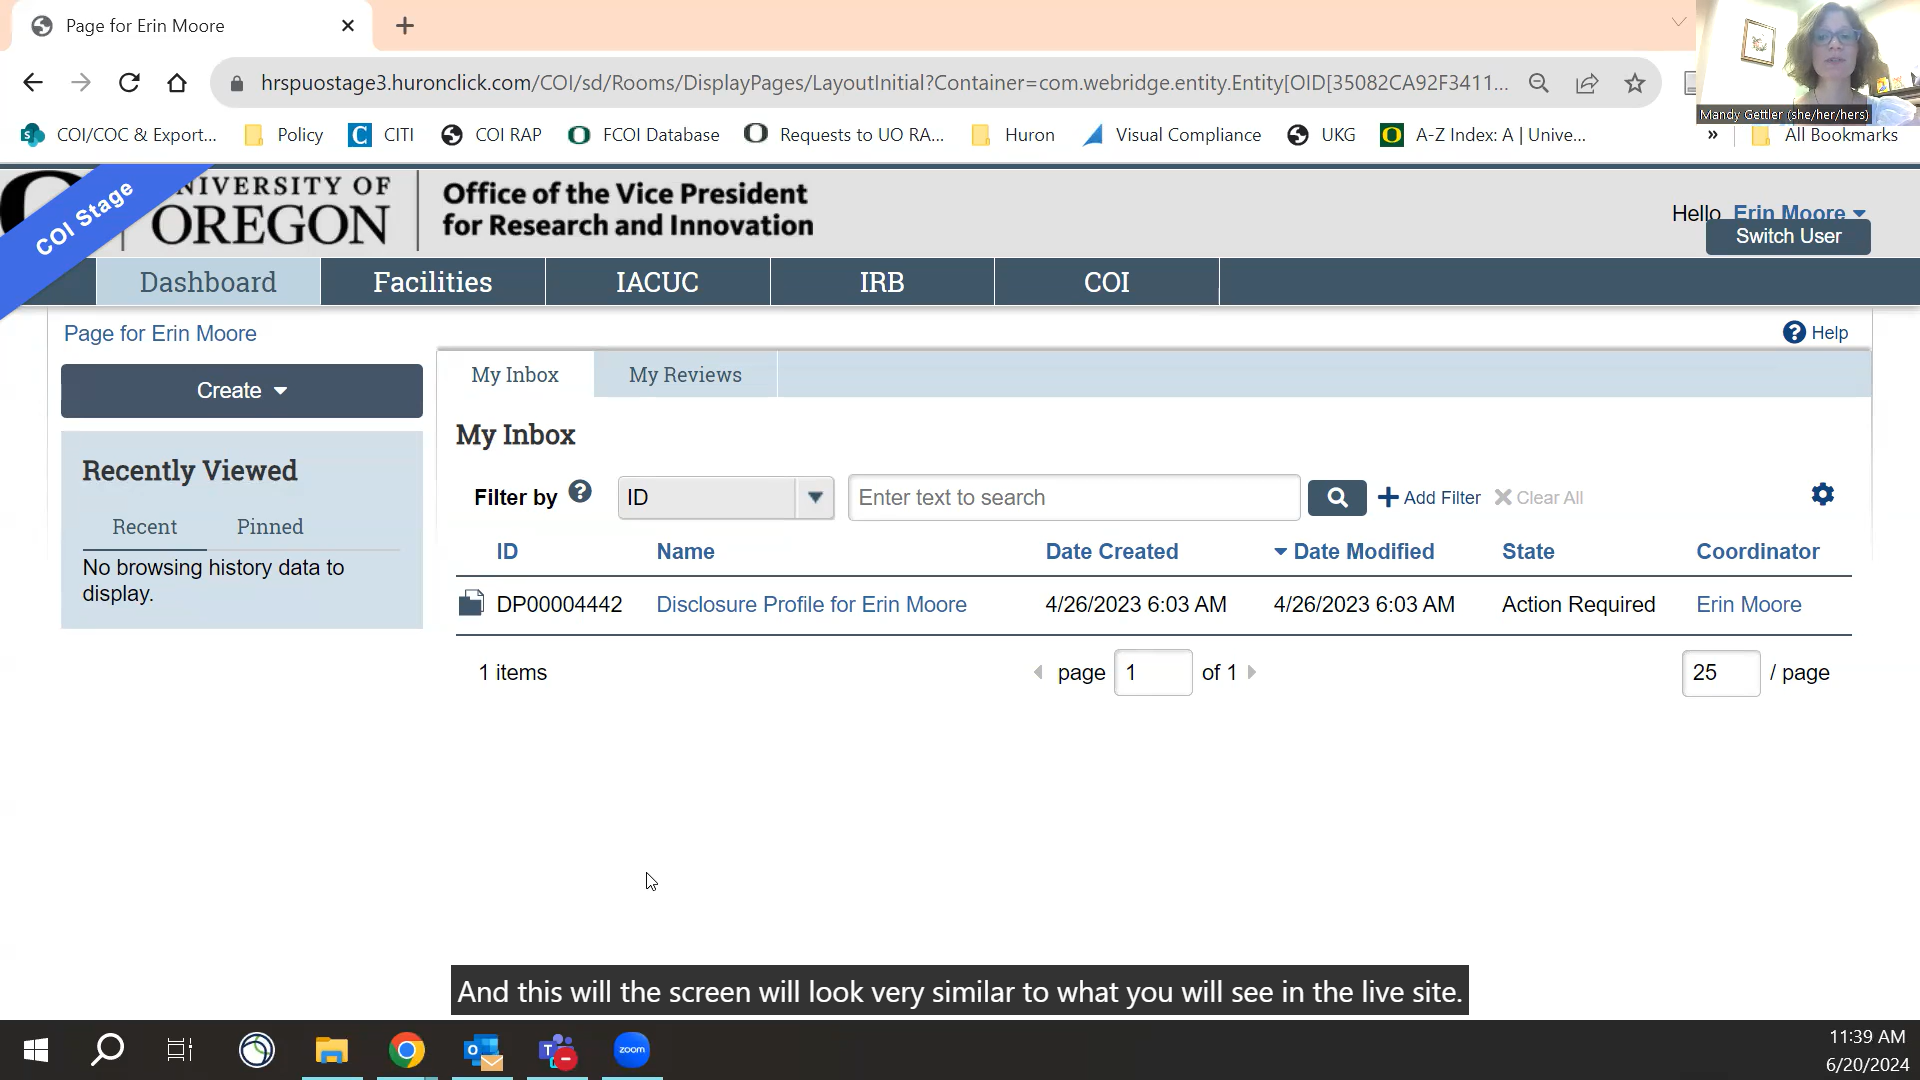 Page for Erin Moore
hrspuostage3.huronclick.com/COI/sd/Rooms/DisplayPages/LayoutInitial?Container=com.webridge.entity.Entity[OID[35082CA92F3411...
Mandy Gettler (she/her/hers)
COI/COC & Export...
Policy
CITI
COI RAP
FCOI Database
Requests to UO RA...
Huron
Visual Compliance
UKG
A-Z Index: A | Unive...
»
All Bookmarks
COI Stage
NIVERSITY OF
OREGON
Office of the Vice President
for Research and Innovation
Hello Erin Moore
Switch User
Dashboard
Facilities
IACUC
IRB
COI
Page for Erin Moore
Help
Create
My Inbox
My Reviews
Recently Viewed
Recent
Pinned
No browsing history data to
display.
My Inbox
Filter by
ID
Enter text to search
Add Filter
Clear All
ID Name Date Created Date Modified State Coordinator
DP00004442 Disclosure Profile for Erin Moore 4/26/2023 6:03 AM 4/26/2023 6:03 AM Action Required Erin Moore
1 items
page 1 of 1
25 / page
And this will the screen will look very similar to what you will see in the live site.
zoom
11:39 AM
6/20/2024